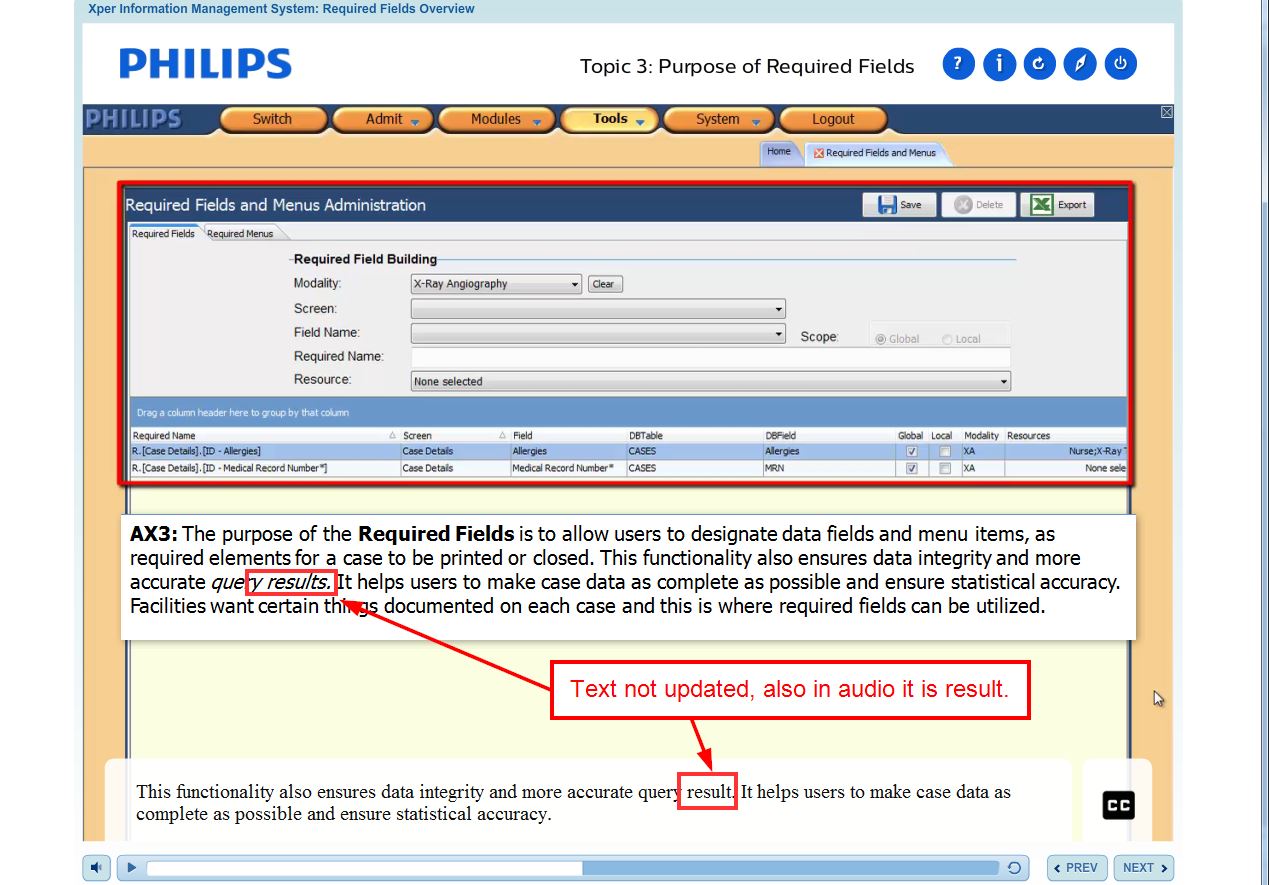 Xper Information Management System: Required Fields Overview
PHILIPS
Topic 3: Purpose of Required Fields
? i
PHILIPS Switch Admit Modules Tools System Logout
Home Required Fields and Menus
Required Fields and Menus Administration Save Delete Export
Required Fields Required Menus
Required Field Building
Modality: X-Ray Angiography Clear
Screen:
Field Name: Scope: Global Local
Required Name:
Resource: None selected
Drag a column header here to group by that column
Required Name Screen Field DBTable DBField Global Local Modality Resources
R.[Case Details].[ID - Allergies] Case Details Allergies CASES Allergies XA Nurse;X-Ray T
R.[Case Details].[ID - Medical Record Number*] Case Details Medical Record Number* CASES MRN XA None sele
AX3: The purpose of the Required Fields is to allow users to designate data fields and menu items, as
required elements for a case to be printed or closed. This functionality also ensures data integrity and more
accurate query results. It helps users to make case data as complete as possible and ensure statistical accuracy.
Facilities want certain things documented on each case and this is where required fields can be utilized.
Text not updated, also in audio it is result.
This functionality also ensures data integrity and more accurate query result. It helps users to make case data as
complete as possible and ensure statistical accuracy.
CC
PREV NEXT